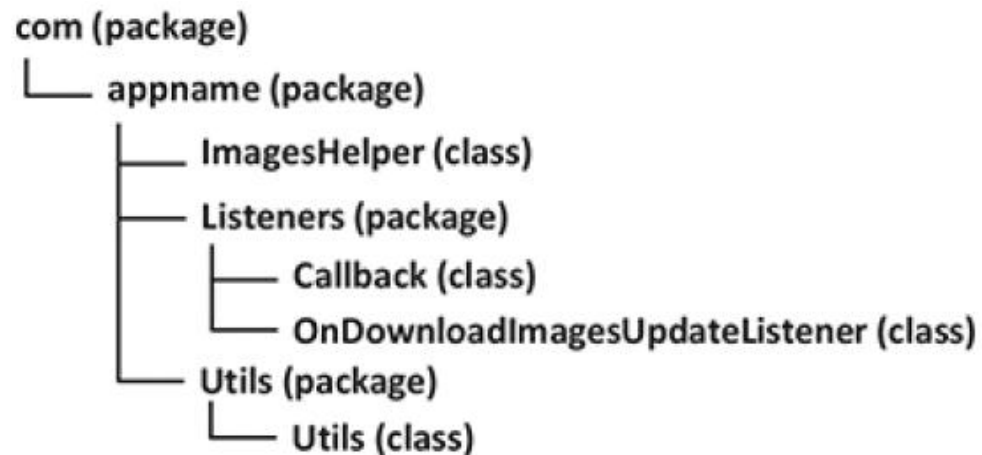 com (package)
appname (package)
ImagesHelper (class)
Listeners (package)
Callback (class)
OnDownloadImagesUpdateListener (class)
Utils (package)
Utils (class)